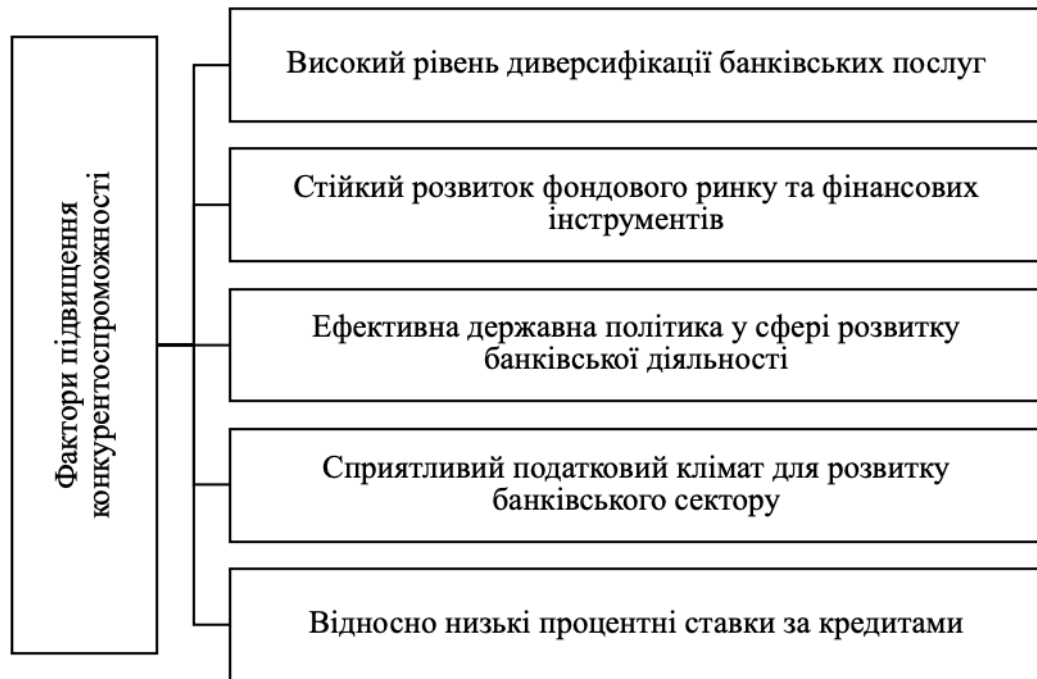 Фактори підвищення
конкурентоспроможності
Високий рівень диверсифікації банківських послуг
Стійкий розвиток фондового ринку та фінансових
інструментів
Ефективна державна політика у сфері розвитку
банківської діяльності
Сприятливий податковий клімат для розвитку
банківського сектору
Відносно низькі процентні ставки за кредитами